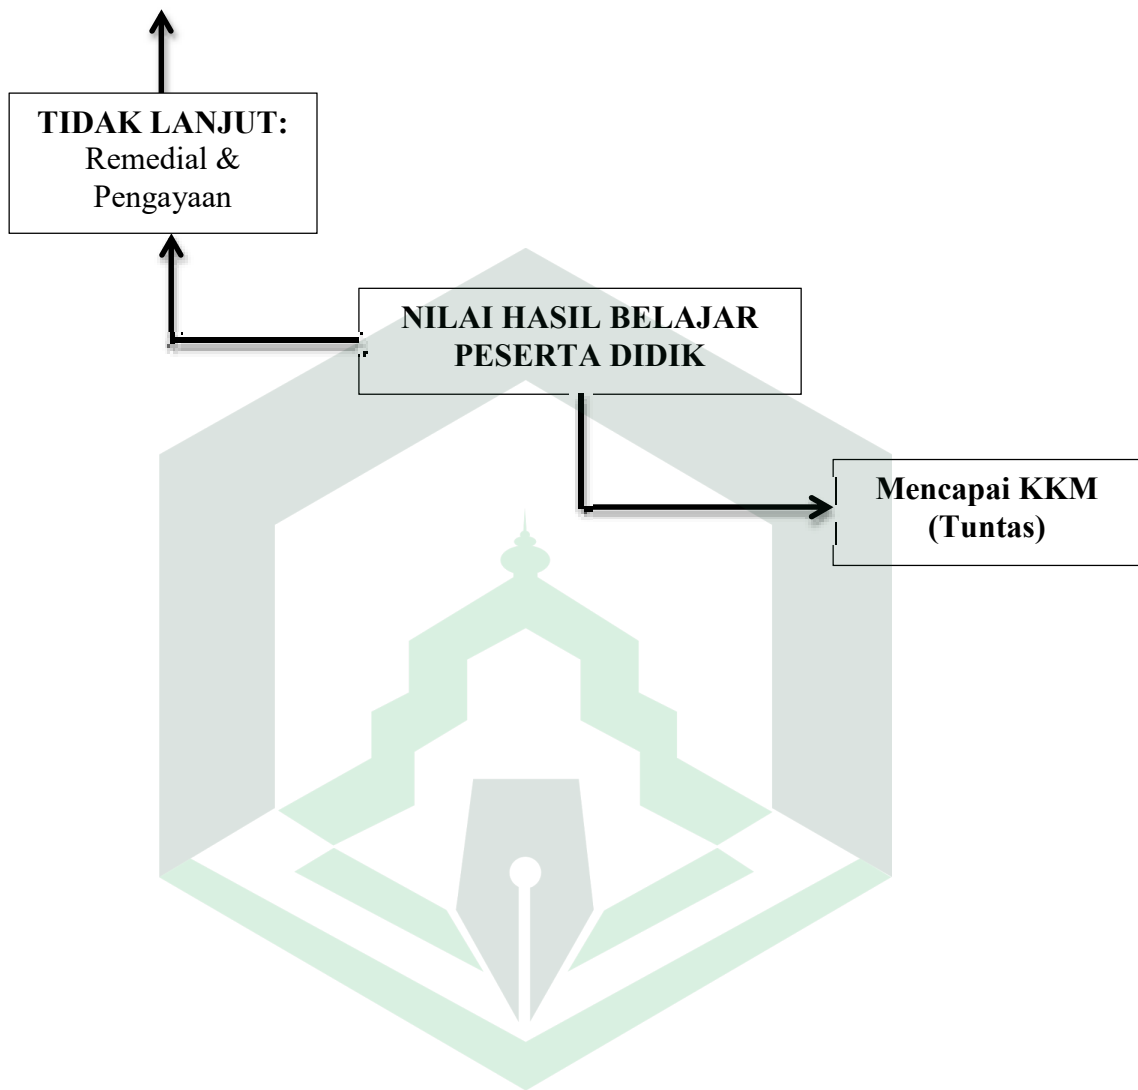 TIDAK LANJUT:
Remedial &
Pengayaan
NILAI HASIL BELAJAR
PESERTA DIDIK
Mencapai KKM
(Tuntas)